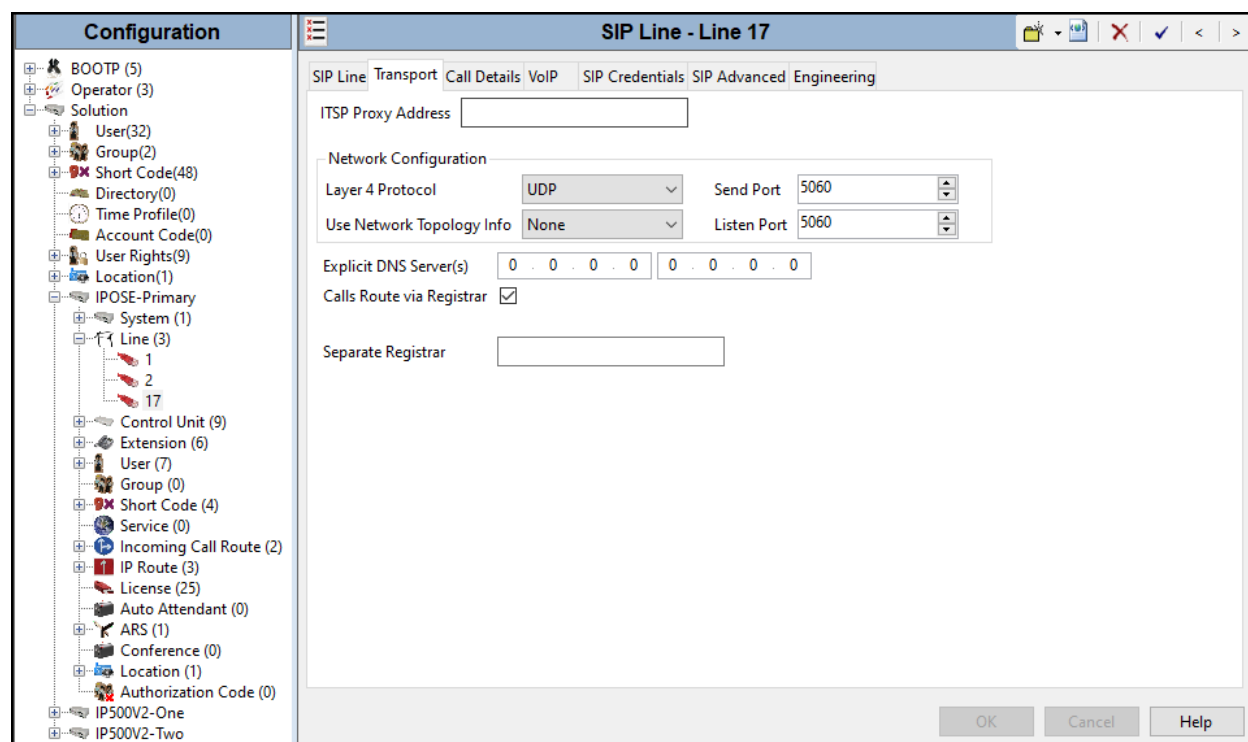 Configuration
BOOTP (5)
Operator (3)
Solution
User(32)
Group(2)
Short Code(48)
Directory(0)
Time Profile(0)
Account Code(0)
User Rights(9)
Location(1)
IPOSE-Primary
System (1)
Line (3)
1
2
17
Control Unit (9)
Extension (6)
User (7)
Group (0)
Short Code (4)
Service (0)
Incoming Call Route (2)
IP Route (3)
License (25)
Auto Attendant (0)
ARS (1)
Conference (0)
Location (1)
Authorization Code (0)
IP500V2-One
IP500V2-Two
SIP Line - Line 17
SIP Line Transport Call Details VoIP SIP Credentials SIP Advanced Engineering
ITSP Proxy Address
Network Configuration
Layer 4 Protocol UDP Send Port 5060
Use Network Topology Info None Listen Port 5060
Explicit DNS Server(s) 0 . 0 . 0 . 0 0 . 0 . 0 . 0
Calls Route via Registrar
Separate Registrar
OK Cancel Help